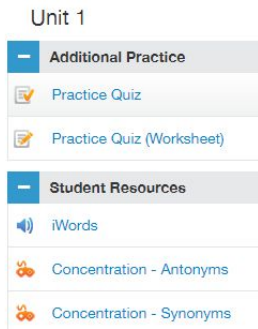 Unit 1
Additional Practice
Practice Quiz
Practice Quiz (Worksheet)
Student Resources
iWords
Concentration - Antonyms
Concentration - Synonyms